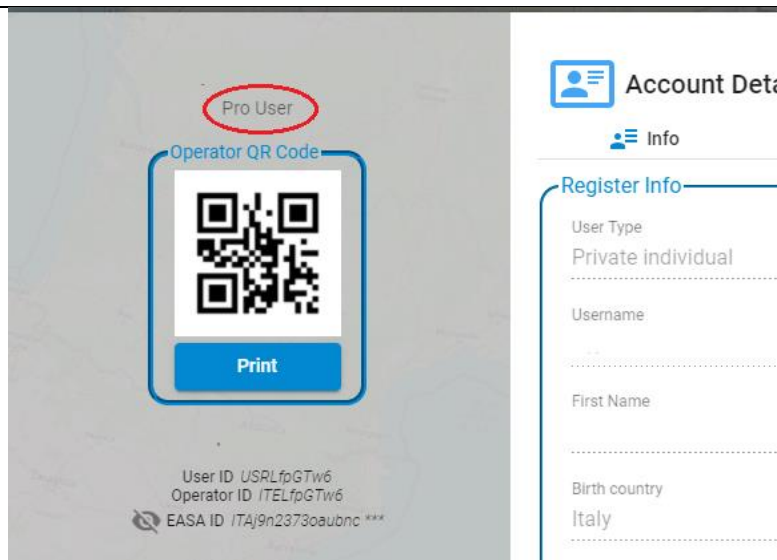 Pro User
Operator QR Code
Print
User ID USRLfpGTw6
Operator ID ITELfpGTw6
EASA ID ITAj9n2373oaubnc ***
Account Deta
Info
Register Info
User Type
Private individual
Username
First Name
Birth country
Italy